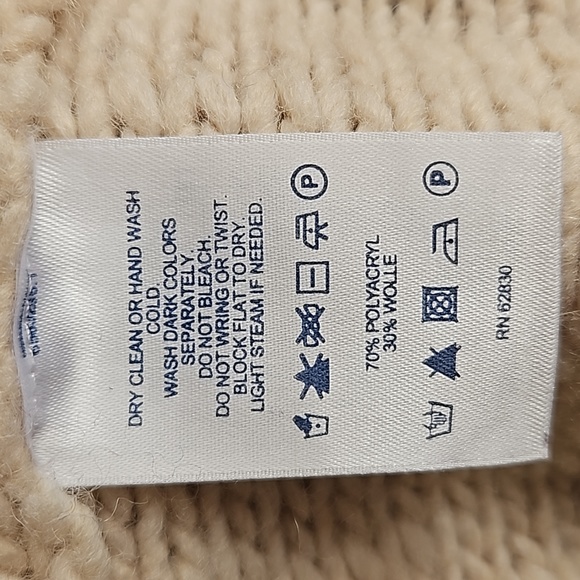 DRY CLEAN OR HAND WASH
COLD.
WASH DARK COLORS
SEPARATELY.
DO NOT BLEACH.
DO NOT WRING OR TWIST.
BLOCK FLAT TO DRY.
LIGHT STEAM IF NEEDED.
P
70% POLYACRYL
30% WOLLE
P
RN 62830